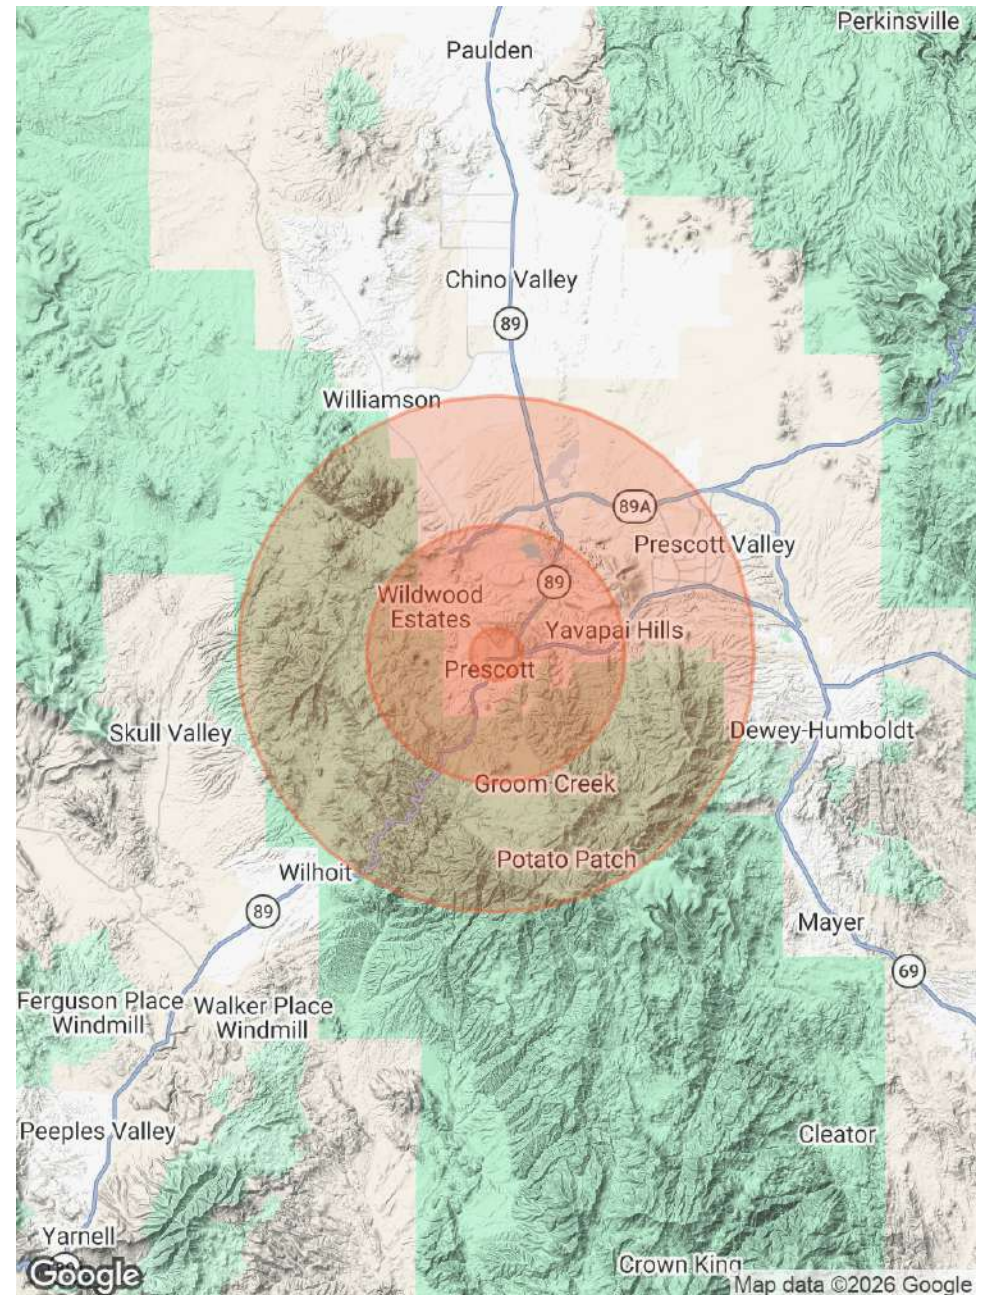 Perkinsville
Paulden
Chino Valley
89
Williamson
89A
Prescott Valley
89
Wildwood
Estates
Yavapai Hills
Prescott
Skull Valley
Dewey-Humboldt
Groom Creek
Potato Patch
Wilhoit
89
Mayer
69
Ferguson Place
Windmill
Walker Place
Windmill
Peeples Valley
Cleator
Yarnell
Crown King
Google
Map data ©2026 Google